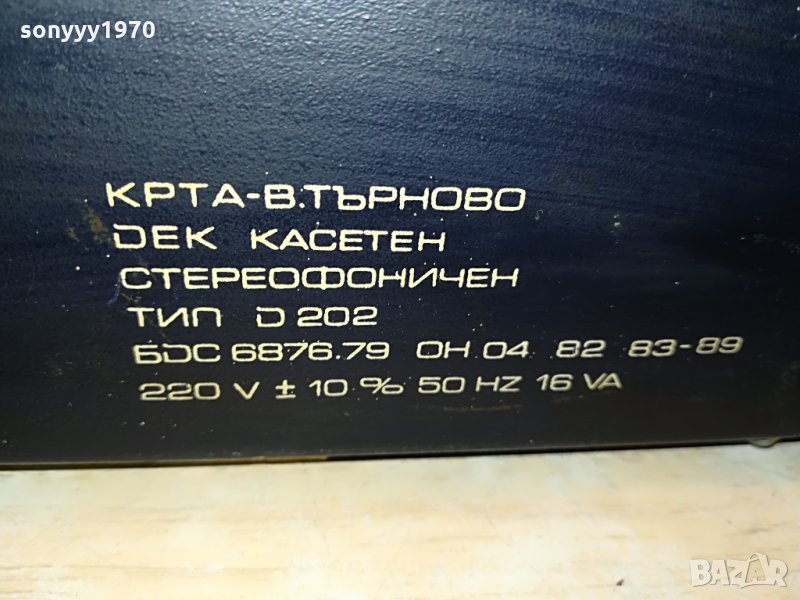 sonyyy1970
КРТА-В.ТЪРНОВО
DEK КАСЕТЕН
СТЕРЕОФОНИЧЕН
ТИП D 202
БДС 6876.79 ОН 04 82 83-89
220 V ± 10 % 50 HZ 16 VA
BAZAR